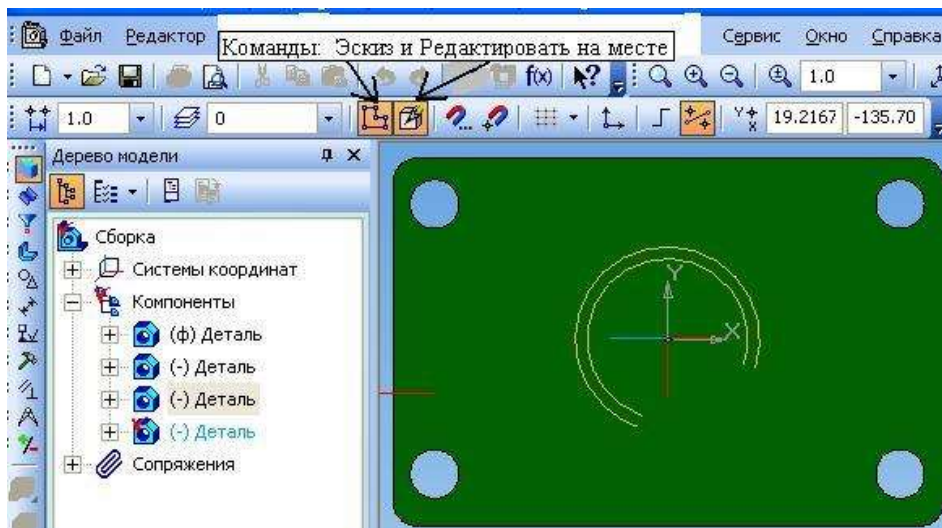 Файл Редактор Сервис Окно Справка
Команды: Эскиз и Редактировать на месте
f(x) 1.0
1.0 0 19.2167 -135.70
Дерево модели
Сборка
Системы координат
Компоненты
(ф) Деталь
(-) Деталь
(-) Деталь
(-) Деталь
Сопряжения
Y
X